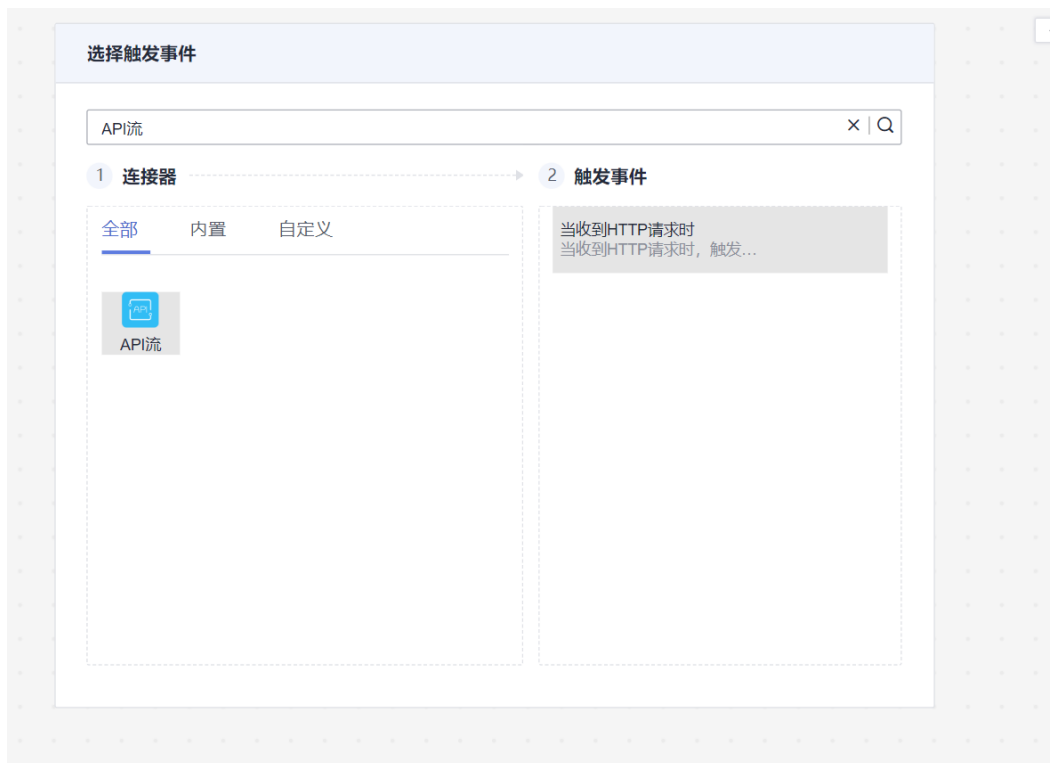 选择触发事件
API流
1 连接器
2 触发事件
全部 内置 自定义
当收到HTTP请求时
当收到HTTP请求时，触发...
API
API流